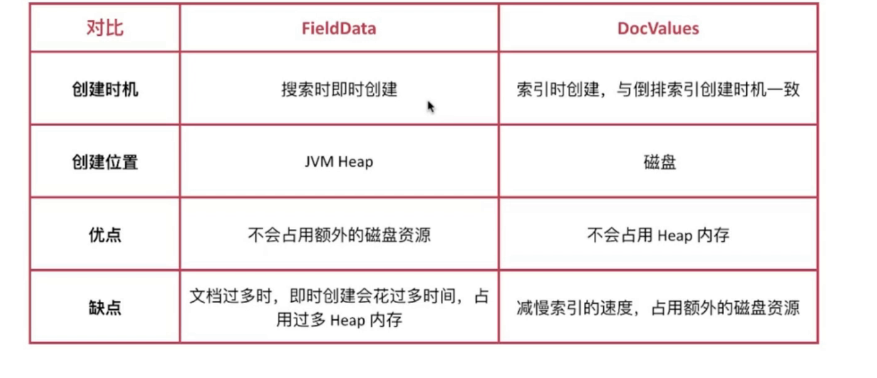 对比 FieldData DocValues
创建时机 搜索时即时创建 索引时创建，与倒排索引创建时机一致
创建位置 JVM Heap 磁盘
优点 不会占用额外的磁盘资源 不会占用 Heap 内存
缺点 文档过多时，即时创建会花过多时间，占
用过多 Heap 内存 减慢索引的速度，占用额外的磁盘资源